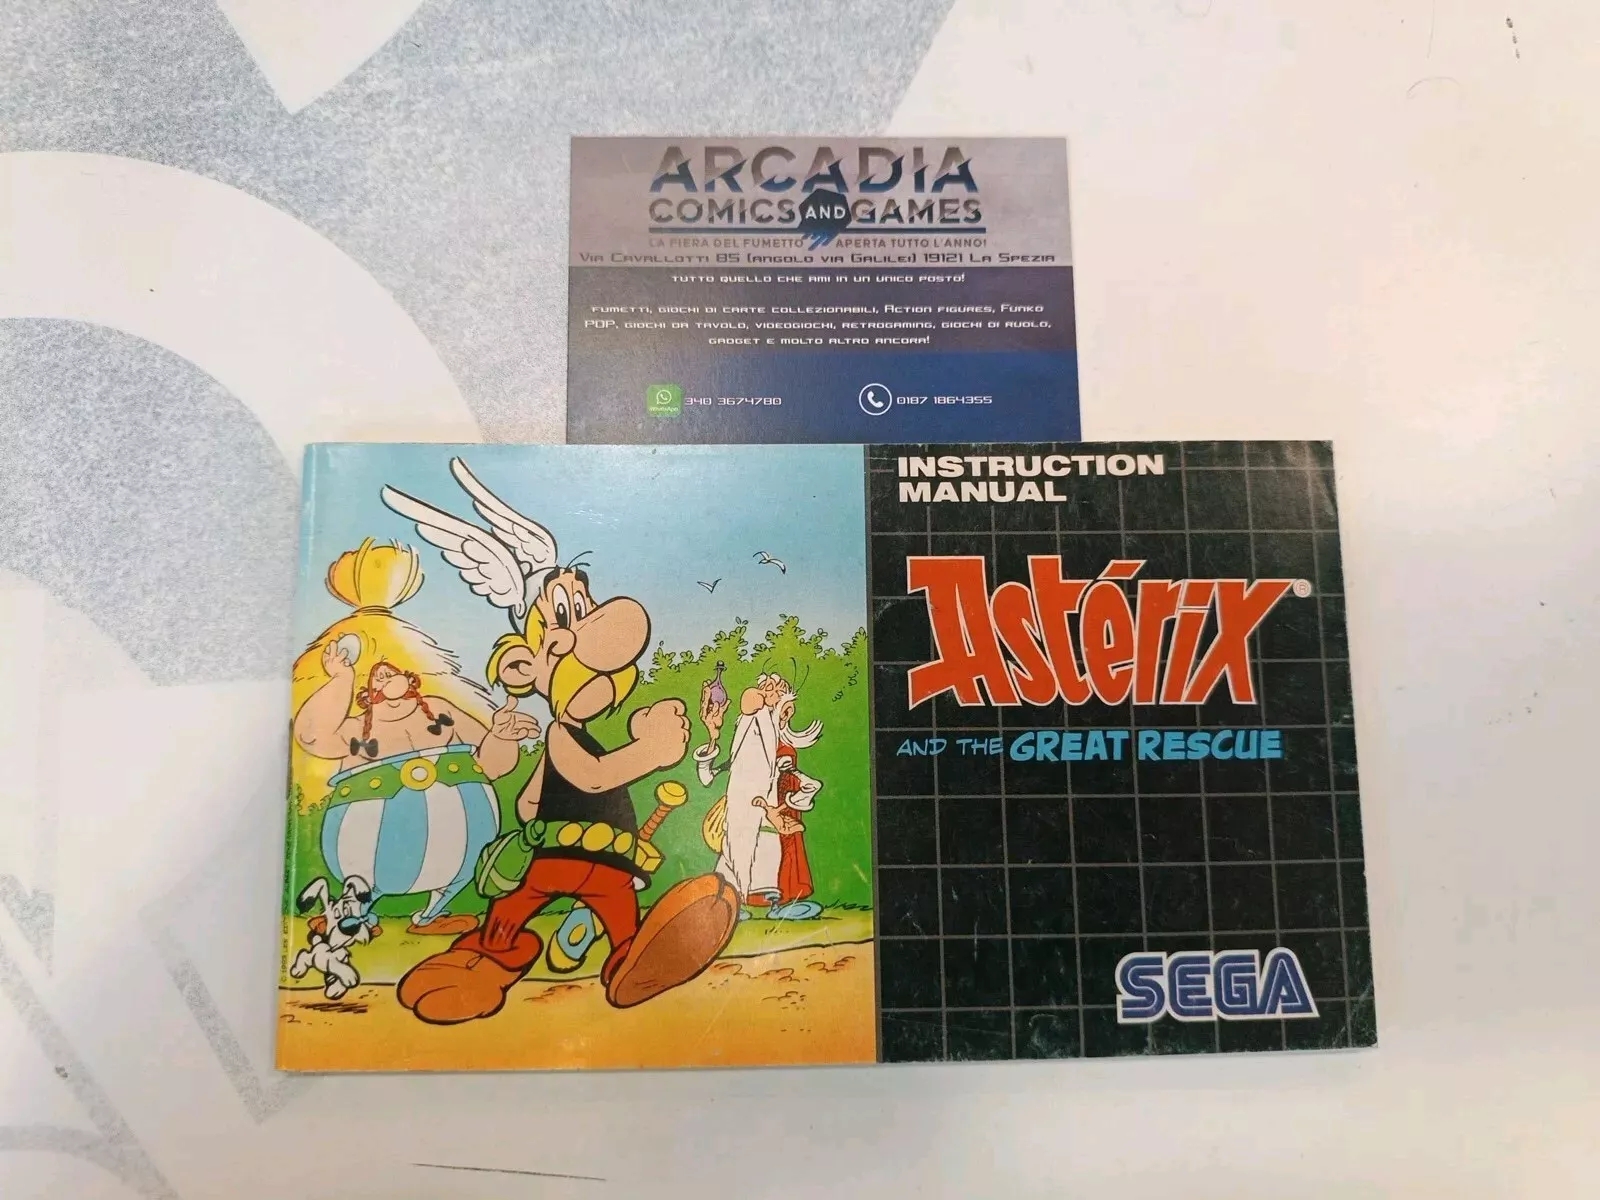 ARCADIA
COMICS AND GAMES
LA FIERA DEL FUMETTO APERTA TUTTO L'ANNO!
Via Cavallotti 85 (angolo via Galilei) 19121 La Spezia
tutto quello che ami in un unico posto!
fumetti, giochi di carte collezionabili, Action figures, Funko
POP, giochi da tavolo, videogiochi, retrogaming, giochi di ruolo,
gadget e molto altro ancora!
WhatsApp 340 3674780
0187 1864355
INSTRUCTION
MANUAL
Astérix®
AND THE GREAT RESCUE
SEGA